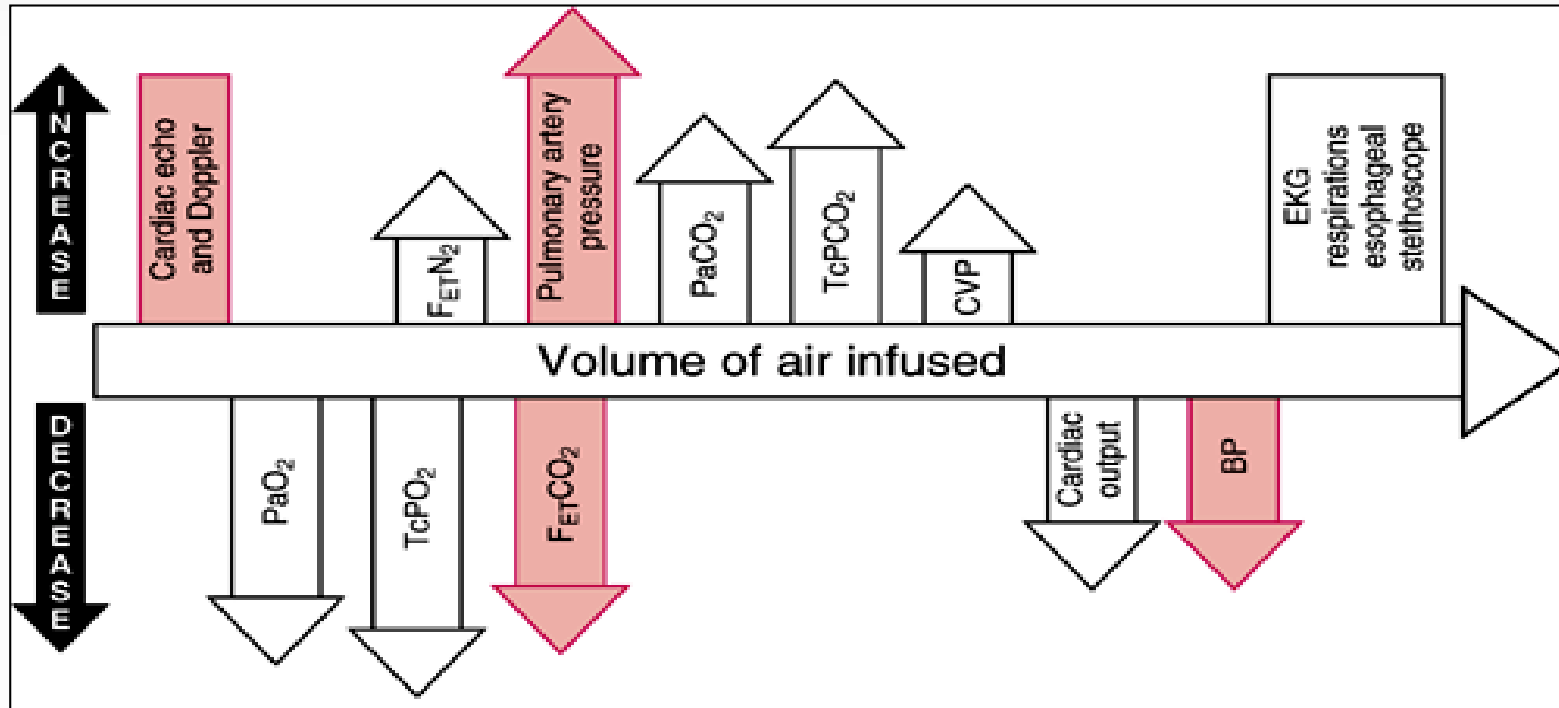 INCREASE
Cardiac echo
and Doppler
FETN₂
Pulmonary artery
pressure
PaCO₂
TcPCO₂
CVP
EKG
respirations
esophageal
stethoscope
Volume of air infused
DECREASE
PaO₂
TcPO₂
FETCO₂
Cardiac
output
BP